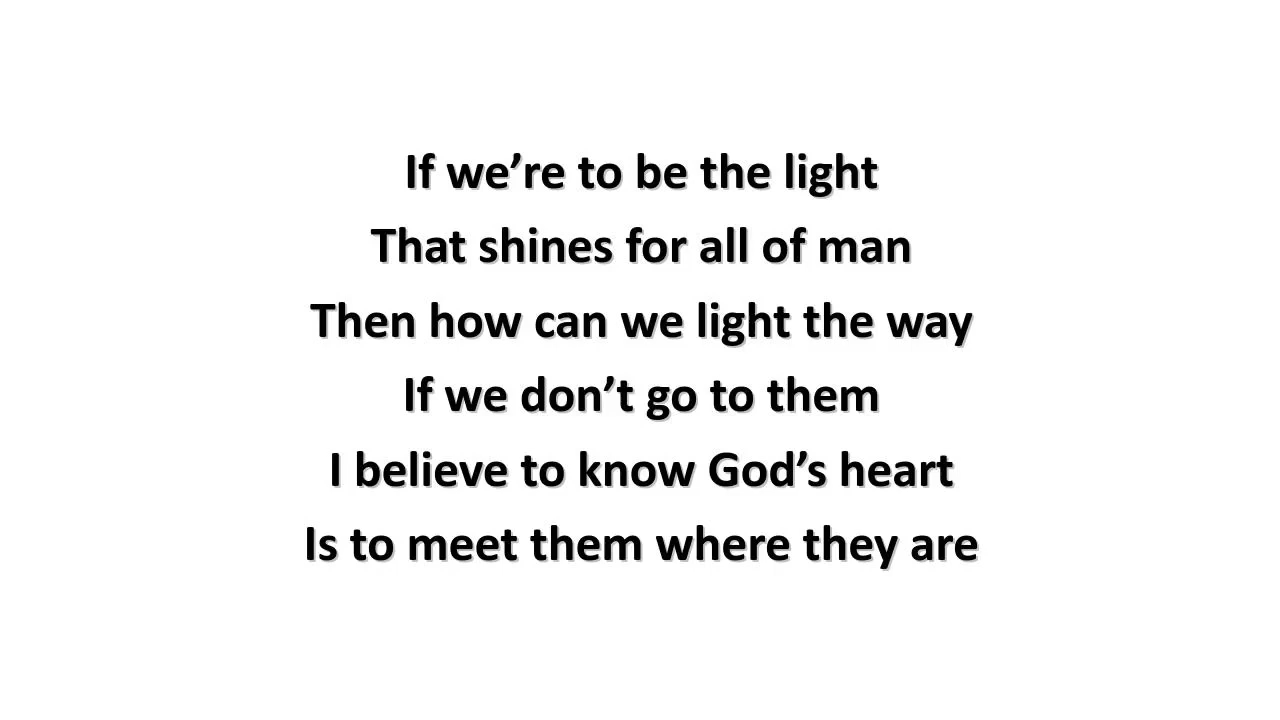 If we’re to be the light
That shines for all of man
Then how can we light the way
If we don’t go to them
I believe to know God’s heart
Is to meet them where they are